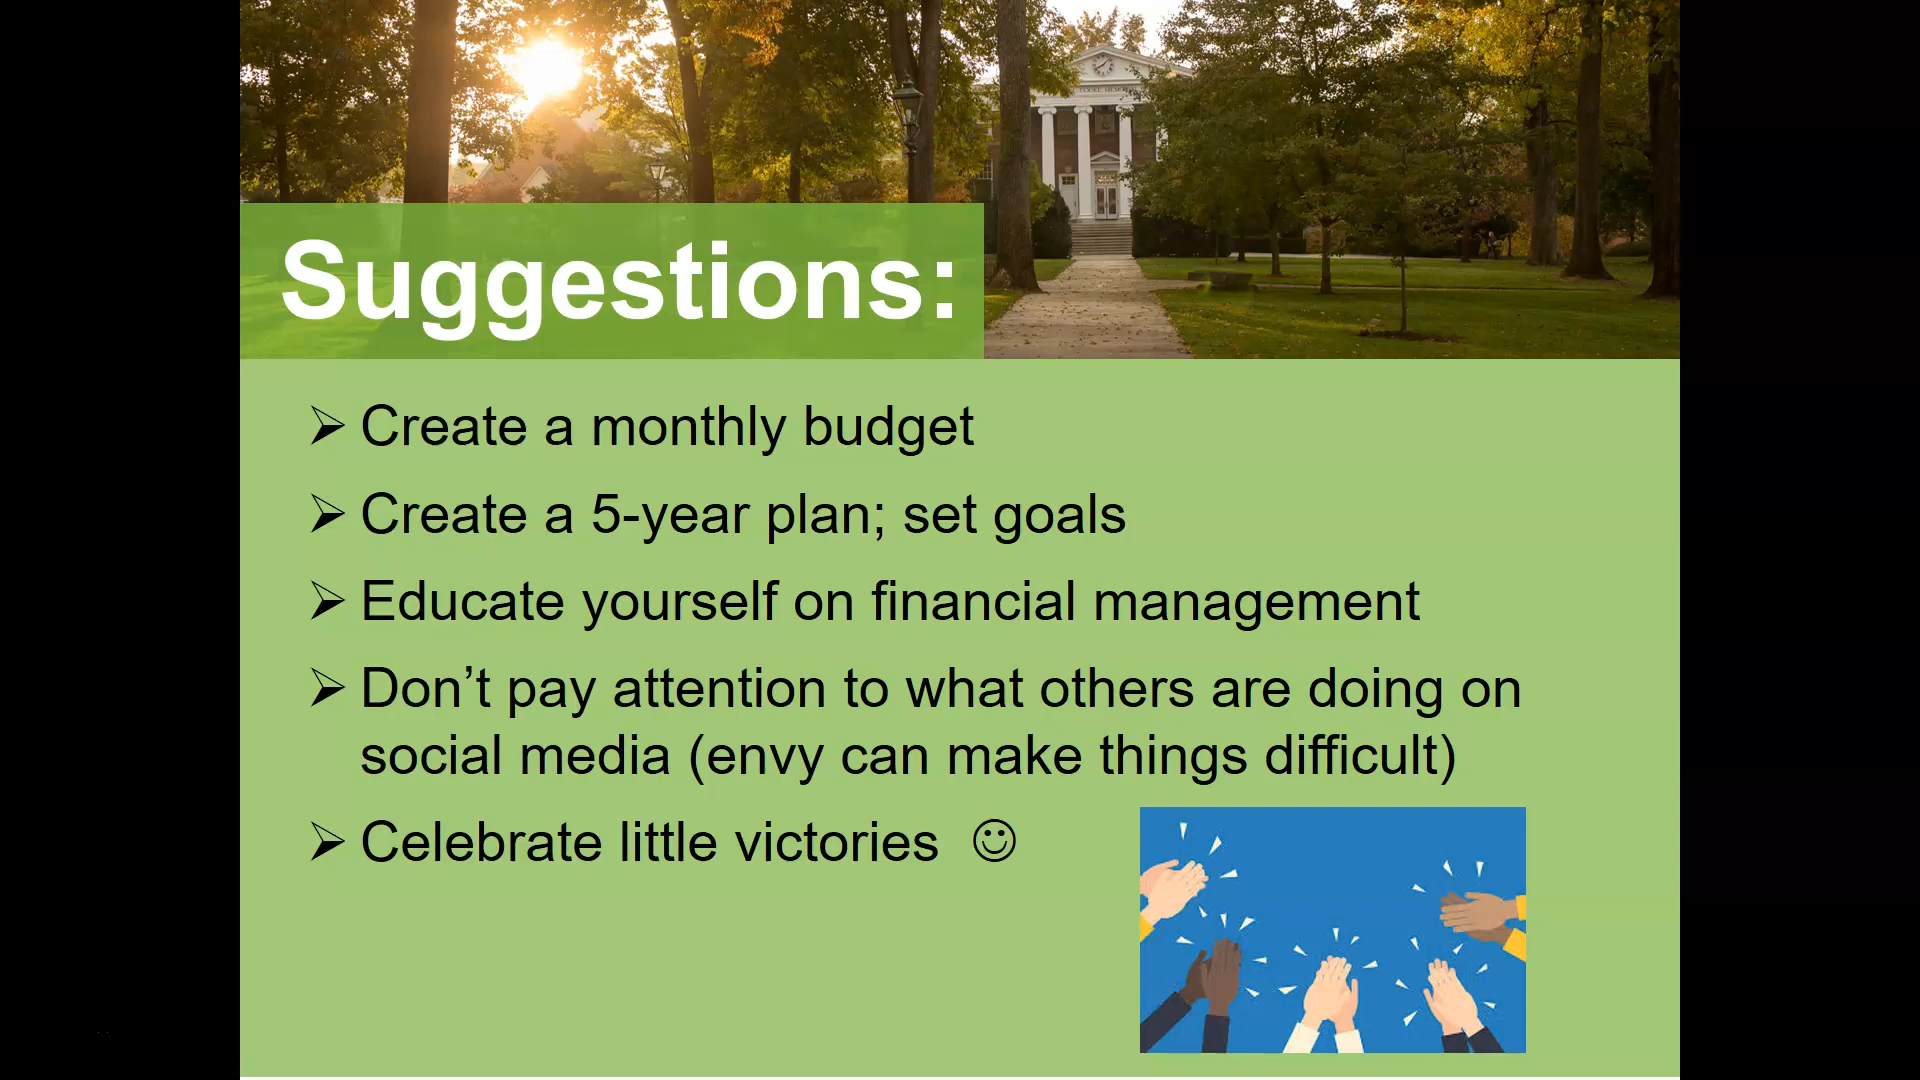 Suggestions:
➢ Create a monthly budget
➢ Create a 5-year plan; set goals
➢ Educate yourself on financial management
➢ Don’t pay attention to what others are doing on
social media (envy can make things difficult)
➢ Celebrate little victories ☺